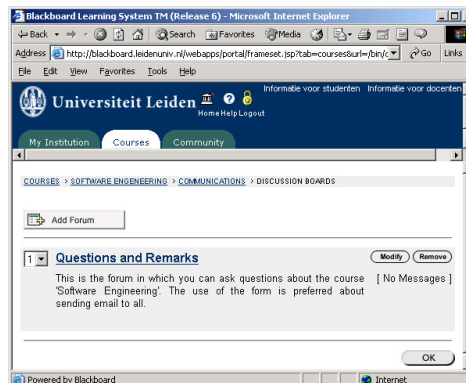 Blackboard Learning System TM (Release 6) - Microsoft Internet Explorer
Back Search Favorites Media
Address http://blackboard.leidenuniv.nl/webapps/portal/frameset.jsp?tab=courses&url=/bin/c Go Links
File Edit View Favorites Tools Help
Informatie voor studenten Informatie voor docenten
Universiteit Leiden
Home Help Logout
My Institution Courses Community
COURSES > SOFTWARE ENGENEERING > COMMUNICATIONS > DISCUSSION BOARDS
Add Forum
1 Questions and Remarks Modify Remove
This is the forum in which you can ask questions about the course [ No Messages ]
'Software Engineering'. The use of the form is preferred about
sending email to all.
OK
Powered by Blackboard Internet